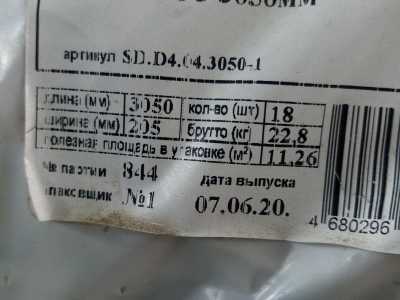 3050мм
артикул SD.D4.04.3050-1
длина (мм) 3050 кол-во (шт) 18
ширина (мм) 205 брутто (кг) 22,8
полезная площадь в упаковке (м²) 11,26
№ партии 844 дата выпуска
упаковщик №1 07.06.20.
4 680296